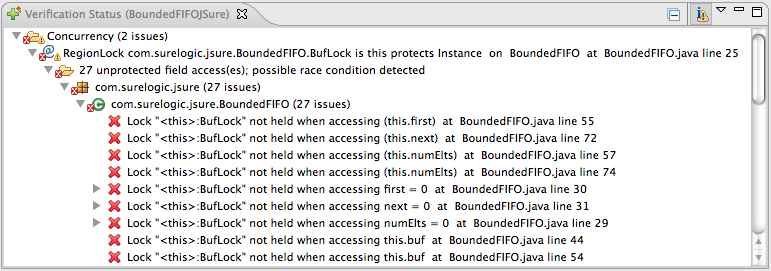 Verification Status (BoundedFIFOJSure)
Concurrency (2 issues)
RegionLock com.surelogic.jsure.BoundedFIFO.BufLock is this protects Instance on BoundedFIFO at BoundedFIFO.java line 25
27 unprotected field access(es); possible race condition detected
com.surelogic.jsure (27 issues)
com.surelogic.jsure.BoundedFIFO (27 issues)
Lock "<this>:BufLock" not held when accessing (this.first) at BoundedFIFO.java line 55
Lock "<this>:BufLock" not held when accessing (this.next) at BoundedFIFO.java line 72
Lock "<this>:BufLock" not held when accessing (this.numElts) at BoundedFIFO.java line 57
Lock "<this>:BufLock" not held when accessing (this.numElts) at BoundedFIFO.java line 74
Lock "<this>:BufLock" not held when accessing first = 0 at BoundedFIFO.java line 30
Lock "<this>:BufLock" not held when accessing next = 0 at BoundedFIFO.java line 31
Lock "<this>:BufLock" not held when accessing numElts = 0 at BoundedFIFO.java line 29
Lock "<this>:BufLock" not held when accessing this.buf at BoundedFIFO.java line 44
Lock "<this>:BufLock" not held when accessing this.buf at BoundedFIFO.java line 54